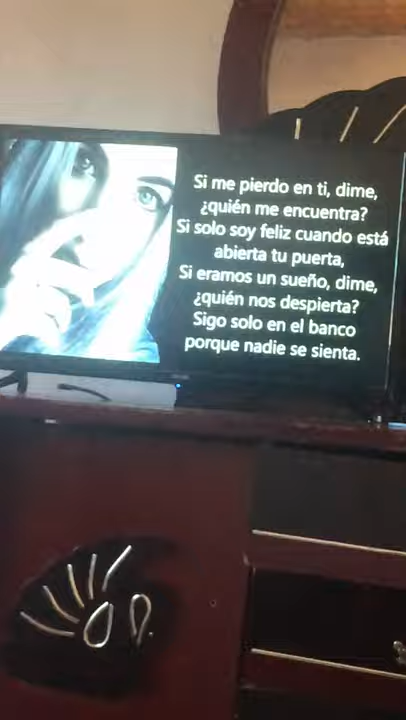 Si me pierdo en ti, dime,
¿quién me encuentra?
Si solo soy feliz cuando está
abierta tu puerta,
Si eramos un sueño, dime,
¿quién nos despierta?
Sigo solo en el banco
porque nadie se sienta.